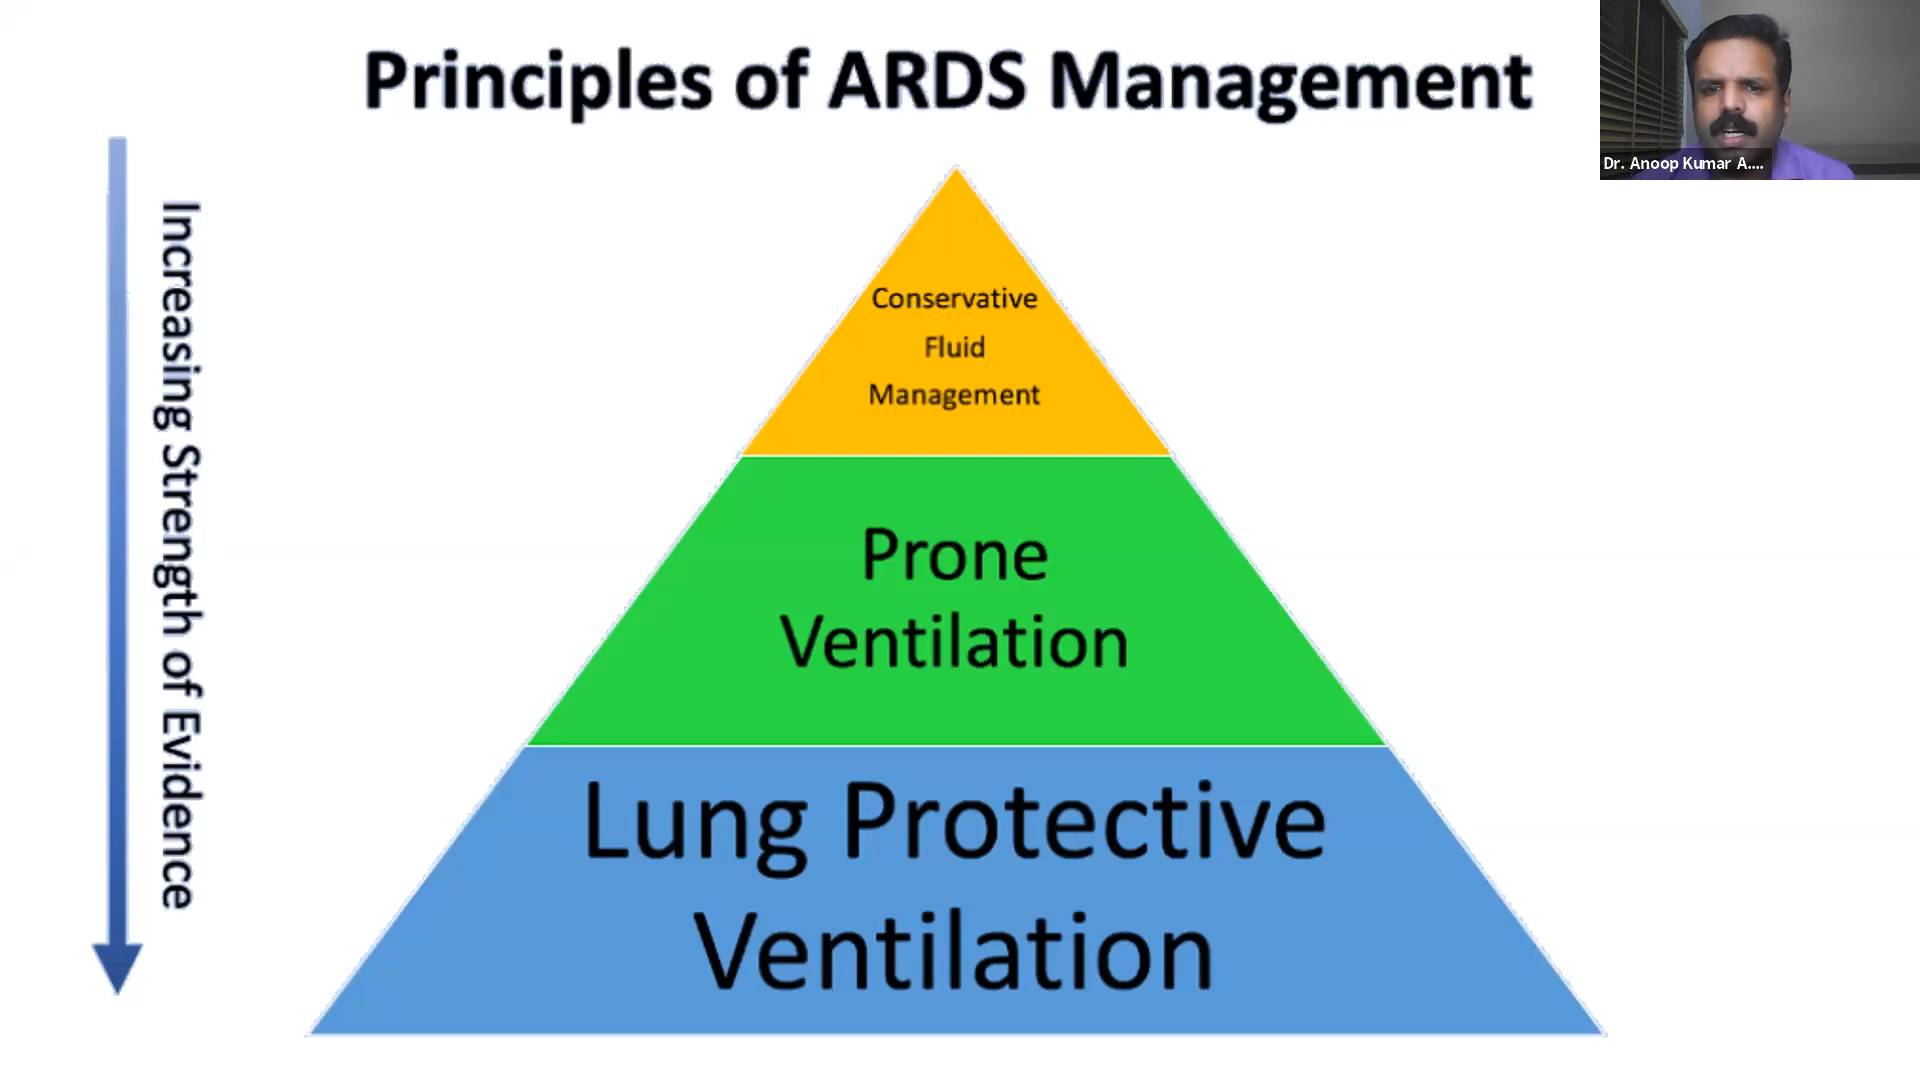 Principles of ARDS Management
Dr. Anoop Kumar A....
Increasing Strength of Evidence
Conservative
Fluid
Management
Prone
Ventilation
Lung Protective
Ventilation